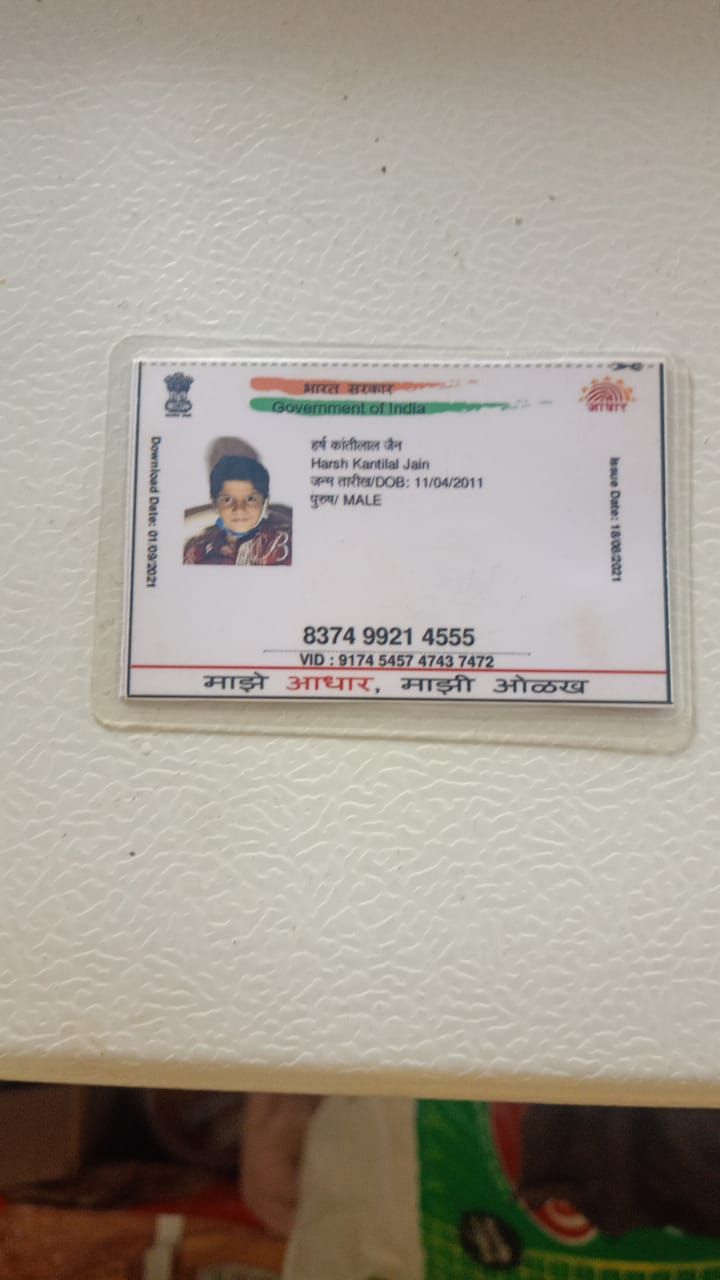 भारत सरकार
Government of India
आधार
हर्ष कांतीलाल जैन
Harsh Kantilal Jain
जन्म तारीख/DOB: 11/04/2011
पुरुष/ MALE
Download Date: 01/09/2021
Issue Date: 18/08/2021
8374 9921 4555
VID : 9174 5457 4743 7472
माझे आधार, माझी ओळख